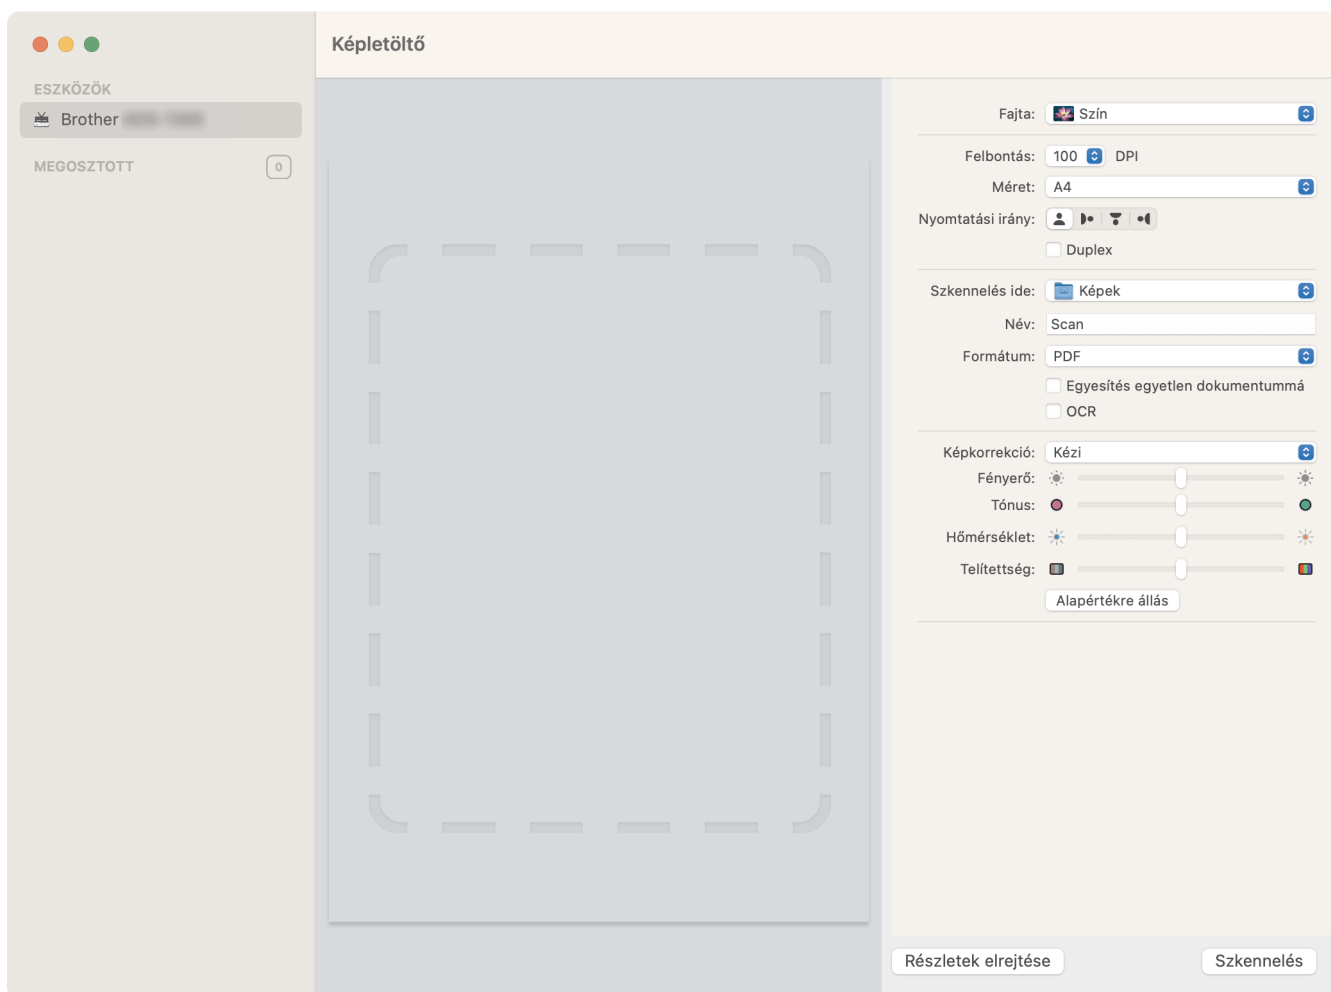 Képletöltő
ESZKÖZÖK
Brother
MEGOSZTOTT 0
Fajta: Szín
Felbontás: 100 DPI
Méret: A4
Nyomtatási irány:
Duplex
Szkennelés ide: Képek
Név: Scan
Formátum: PDF
Egyesítés egyetlen dokumentummá
OCR
Képkorrekció: Kézi
Fényerő:
Tónus:
Hőmérséklet:
Telítettség:
Alapértékre állás
Részletek elrejtése Szkennelés